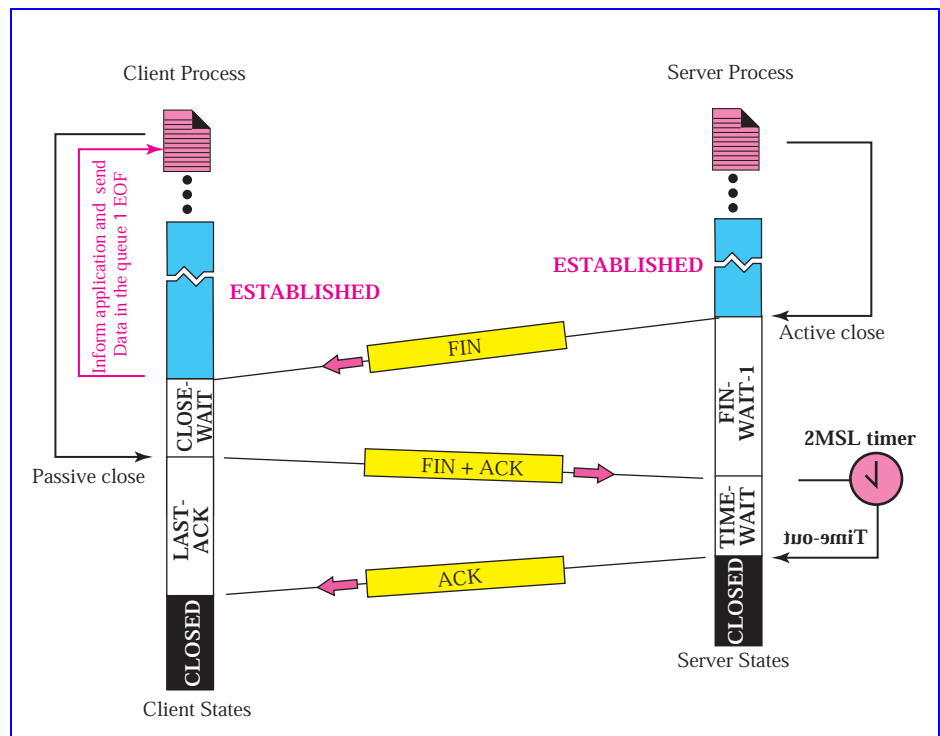 Client Process
Server Process
Inform application and send
Data in the queue 1 EOF
ESTABLISHED
ESTABLISHED
Active close
FIN
CLOSE-
WAIT
FIN-
WAIT-1
2MSL timer
Passive close
FIN + ACK
LAST-
ACK
TIME-
WAIT
Time-out
ACK
CLOSED
CLOSED
Server States
Client States